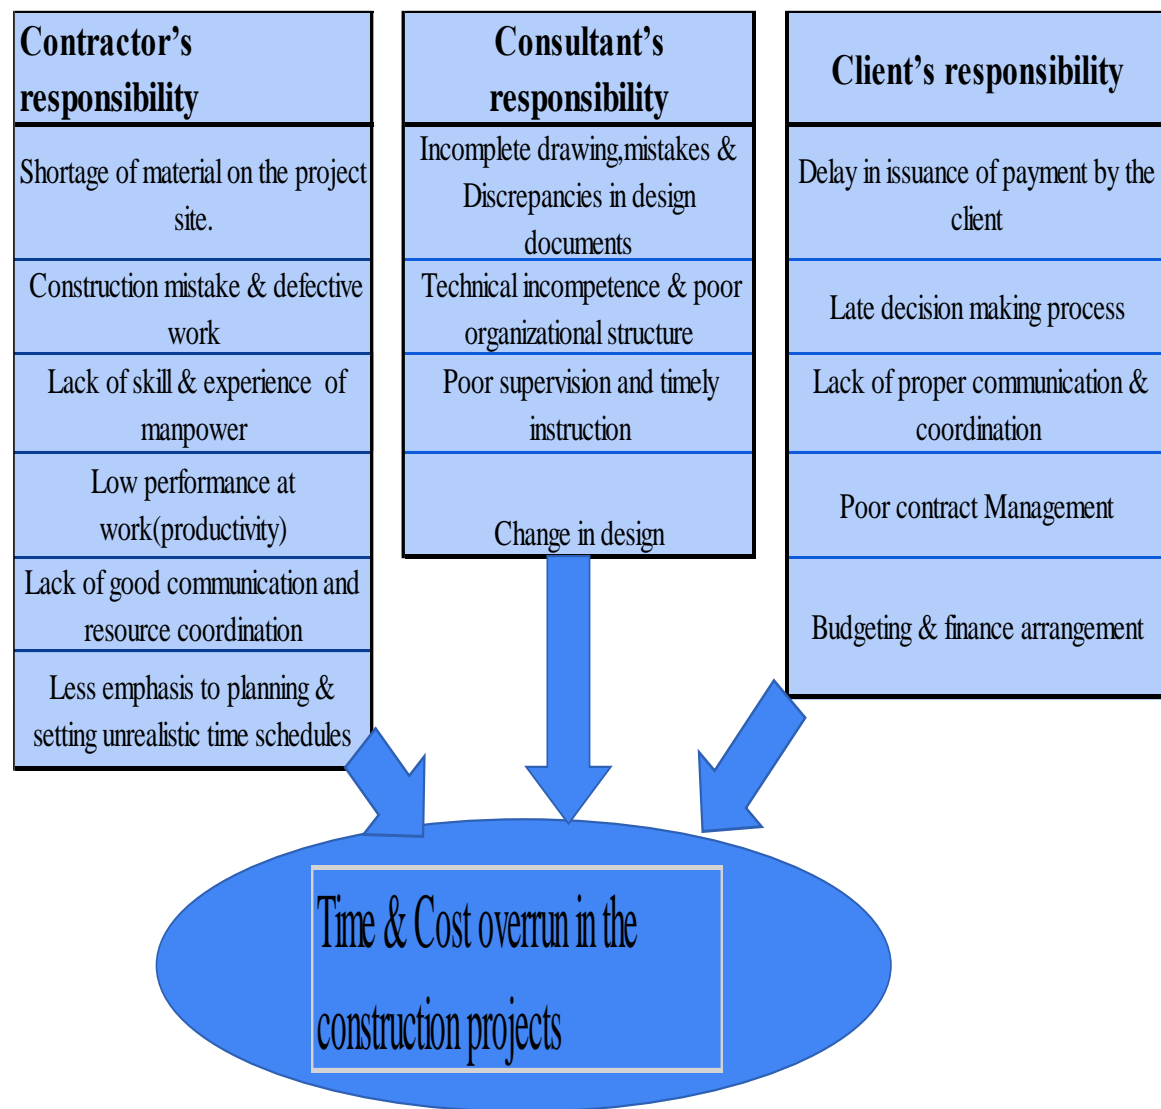 Contractor's
responsibility
Shortage of material on the project
site.
Construction mistake & defective
work
Lack of skill & experience of
manpower
Low performance at
work(productivity)
Lack of good communication and
resource coordination
Less emphasis to planning &
setting unrealistic time schedules
Consultant's
responsibility
Incomplete drawing,mistakes &
Discrepancies in design
documents
Technical incompetence & poor
organizational structure
Poor supervision and timely
instruction
Change in design
Client's responsibility
Delay in issuance of payment by the
client
Late decision making process
Lack of proper communication &
coordination
Poor contract Management
Budgeting & finance arrangement
Time & Cost overrun in the
construction projects